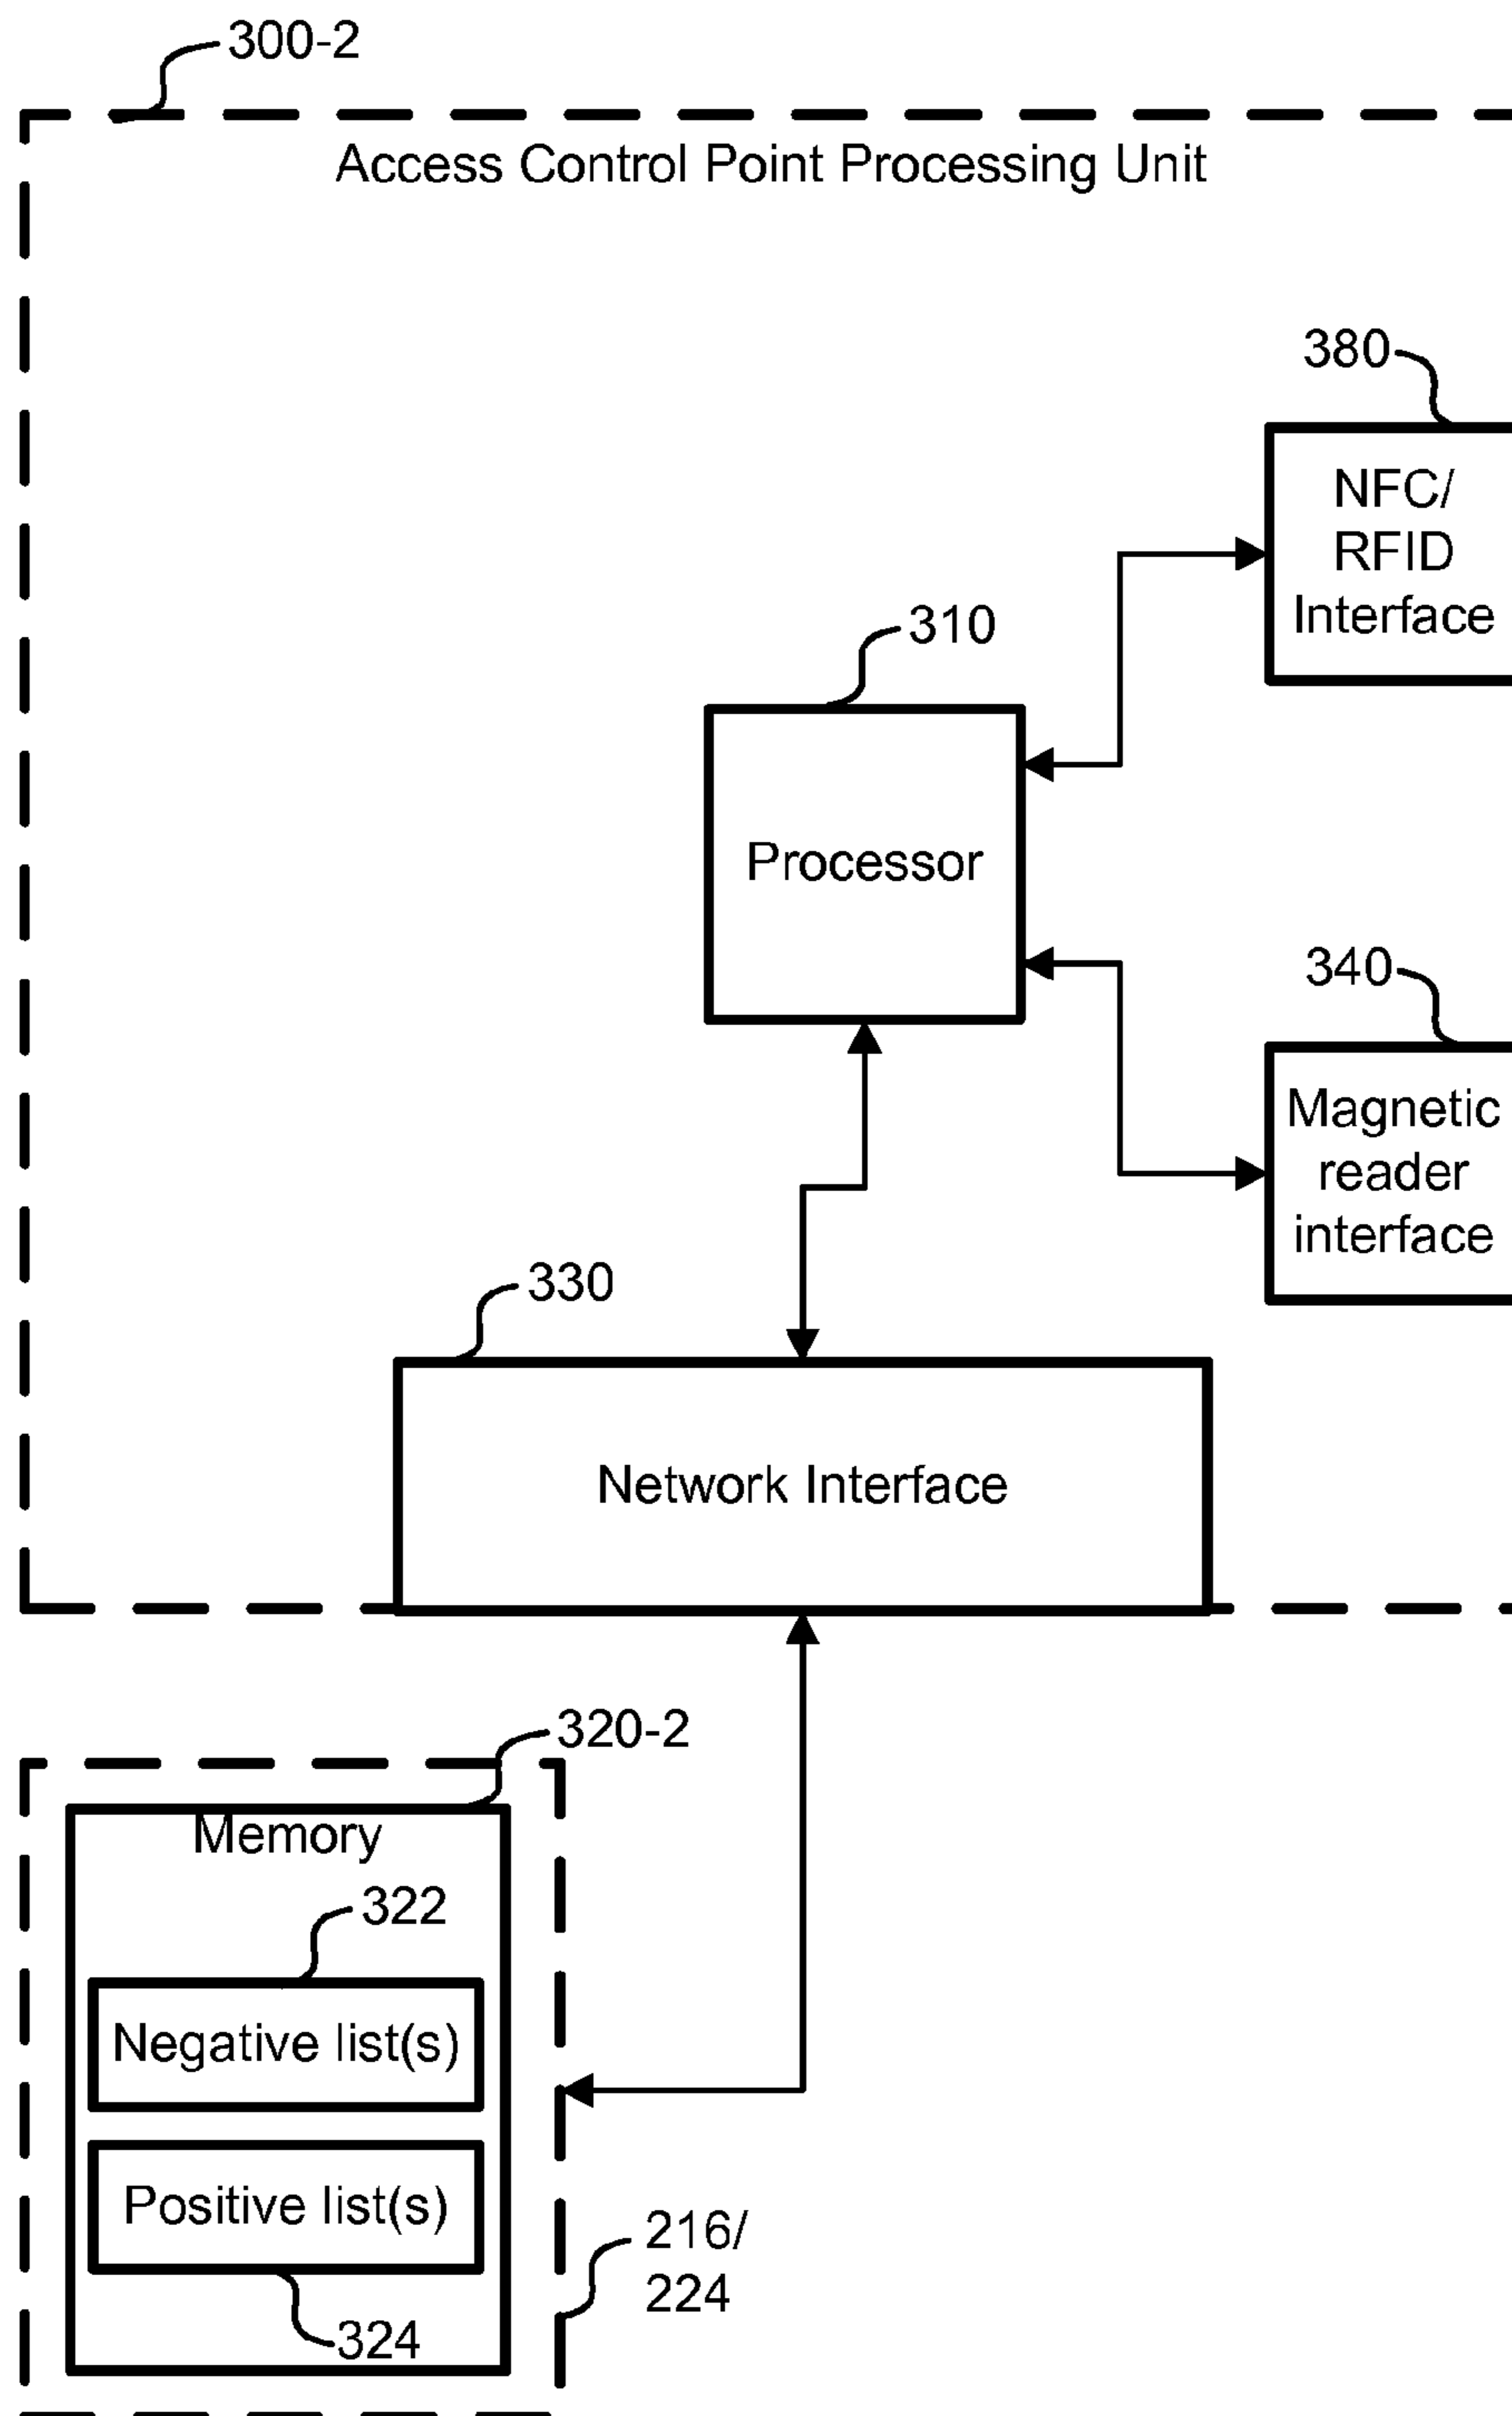 300-2
Access Control Point Processing Unit
380
NFC/
RFID
Interface
310
Processor
340
Magnetic
reader
interface
330
Network Interface
320-2
Memory
322
Negative list(s)
Positive list(s)
216/
224
324